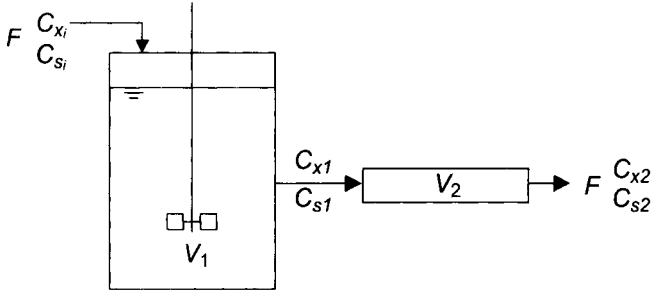 F C_{x_i}
C_{s_i}
C_{x1}
C_{s1}
V_1
V_2
F C_{x2}
C_{s2}